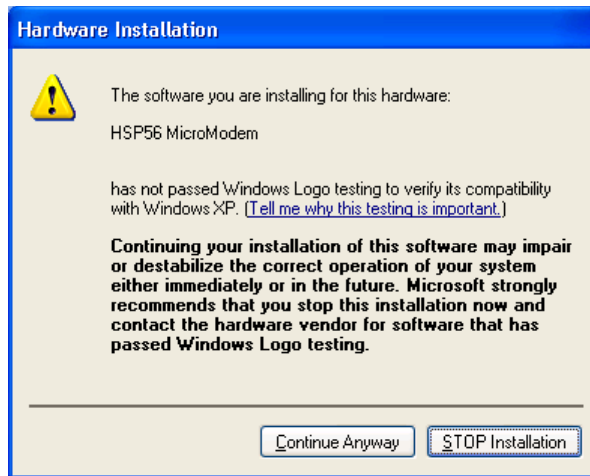 Hardware Installation
The software you are installing for this hardware:
HSP56 MicroModem
has not passed Windows Logo testing to verify its compatibility
with Windows XP. (Tell me why this testing is important.)
Continuing your installation of this software may impair
or destabilize the correct operation of your system
either immediately or in the future. Microsoft strongly
recommends that you stop this installation now and
contact the hardware vendor for software that has
passed Windows Logo testing.
Continue Anyway STOP Installation